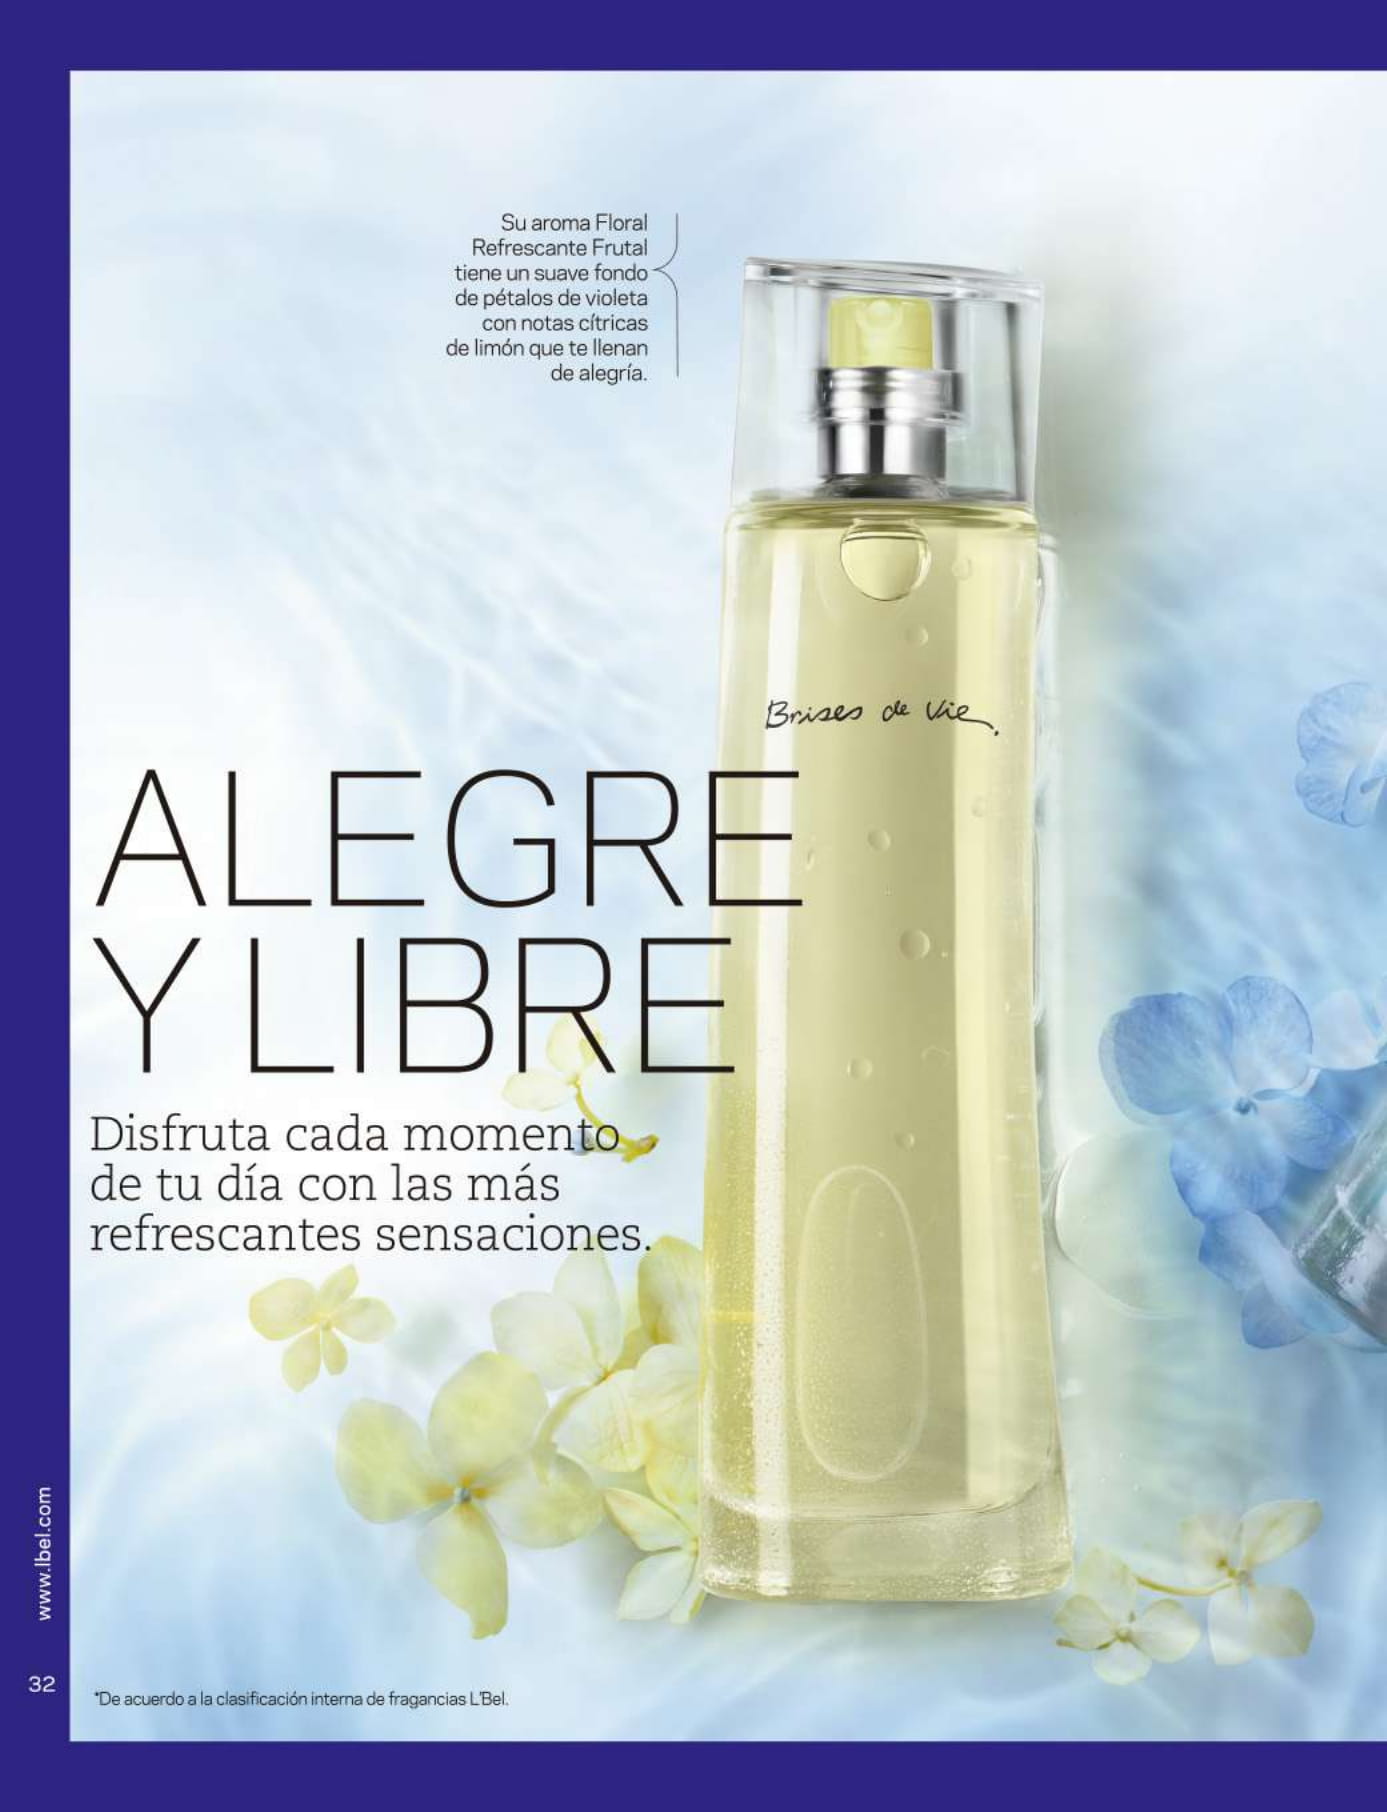 Su aroma Floral
Refrescante Frutal
tiene un suave fondo
de pétalos de violeta
con notas cítricas
de limón que te llenan
de alegría.
Brises de Vie
ALEGRE
Y LIBRE
Disfruta cada momento
de tu día con las más
refrescantes sensaciones.
www.lbel.com
32
*De acuerdo a la clasificación interna de fragancias L'Bel.